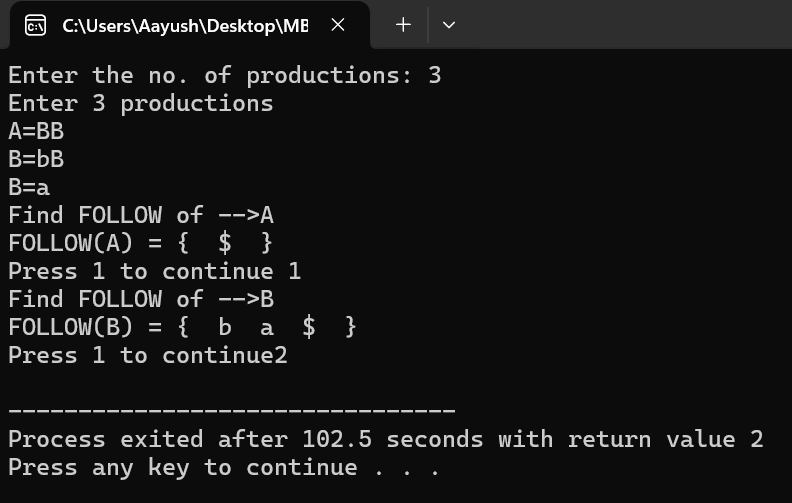 C:\Users\Aayush\Desktop\MB
Enter the no. of productions: 3
Enter 3 productions
A=BB
B=bB
B=a
Find FOLLOW of -->A
FOLLOW(A) = {  $  }
Press 1 to continue 1
Find FOLLOW of -->B
FOLLOW(B) = {  b  a  $  }
Press 1 to continue2
--------------------------------
Process exited after 102.5 seconds with return value 2
Press any key to continue . . .